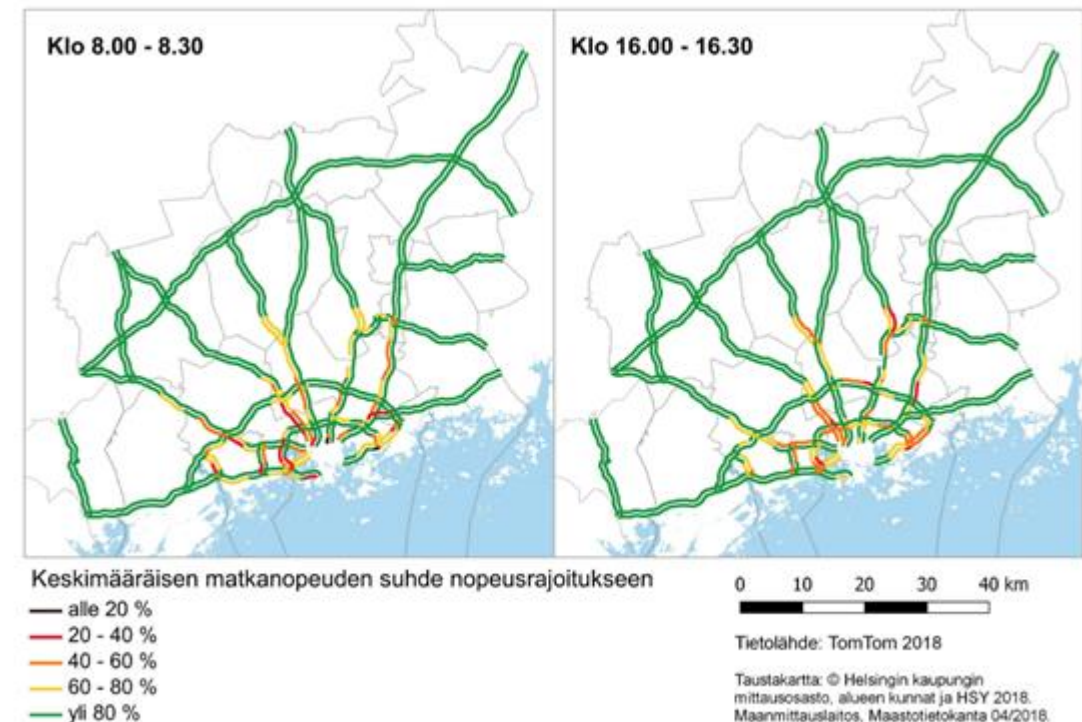 Klo 8.00 - 8.30
Klo 16.00 - 16.30
Keskimääräisen matkanopeuden suhde nopeusrajoitukseen
alle 20 %
20 - 40 %
40 - 60 %
60 - 80 %
yli 80 %
0 10 20 30 40 km
Tietolähde: TomTom 2018
Taustakartta: © Helsingin kaupungin
mittausosasto, alueen kunnat ja HSY 2018.
Maanmittauslaitos, Maastotietokanta 04/2018.